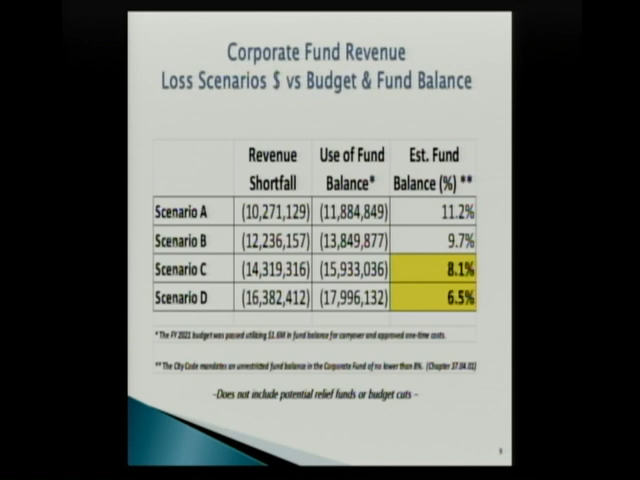 Corporate Fund Revenue
Loss Scenarios $ vs Budget & Fund Balance
Revenue Shortfall Use of Fund Balance* Est. Fund Balance (%) **
Scenario A (10,271,129) (11,884,849) 11.2%
Scenario B (12,236,157) (13,849,877) 9.7%
Scenario C (14,319,316) (15,933,036) 8.1%
Scenario D (16,382,412) (17,996,132) 6.5%
* The FY 2021 budget was passed utilizing $1.6M in fund balance for carryover and approved one-time costs.
** The City Code mandates an unrestricted fund balance in the Corporate Fund of no lower than 8%. (Chapter 37.04.01)
-Does not include potential relief funds or budget cuts -